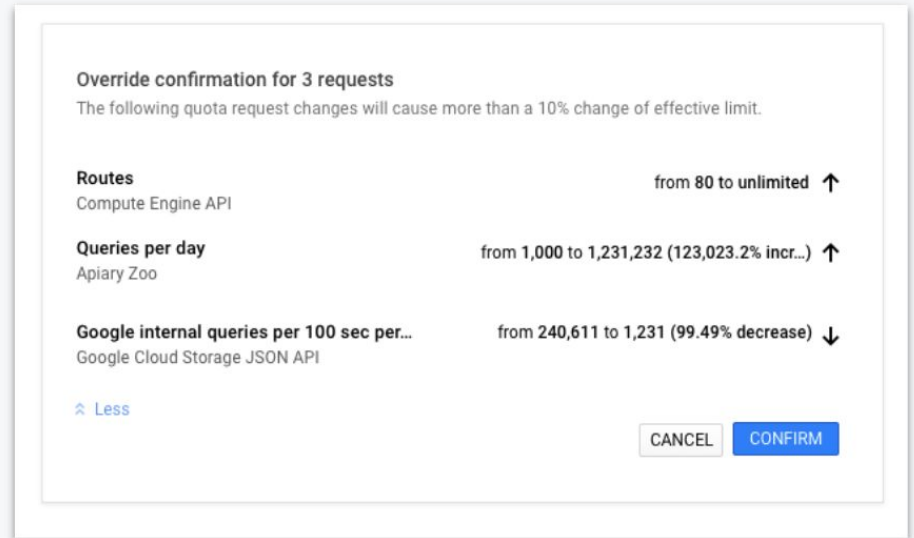 Override confirmation for 3 requests
The following quota request changes will cause more than a 10% change of effective limit.
Routes
from 80 to unlimited
Compute Engine API
Queries per day
from 1,000 to 1,231,232 (123,023.2% incr...)
Apiary Zoo
Google internal queries per 100 sec per...
from 240,611 to 1,231 (99.49% decrease)
Google Cloud Storage JSON API
Less
CANCEL
CONFIRM